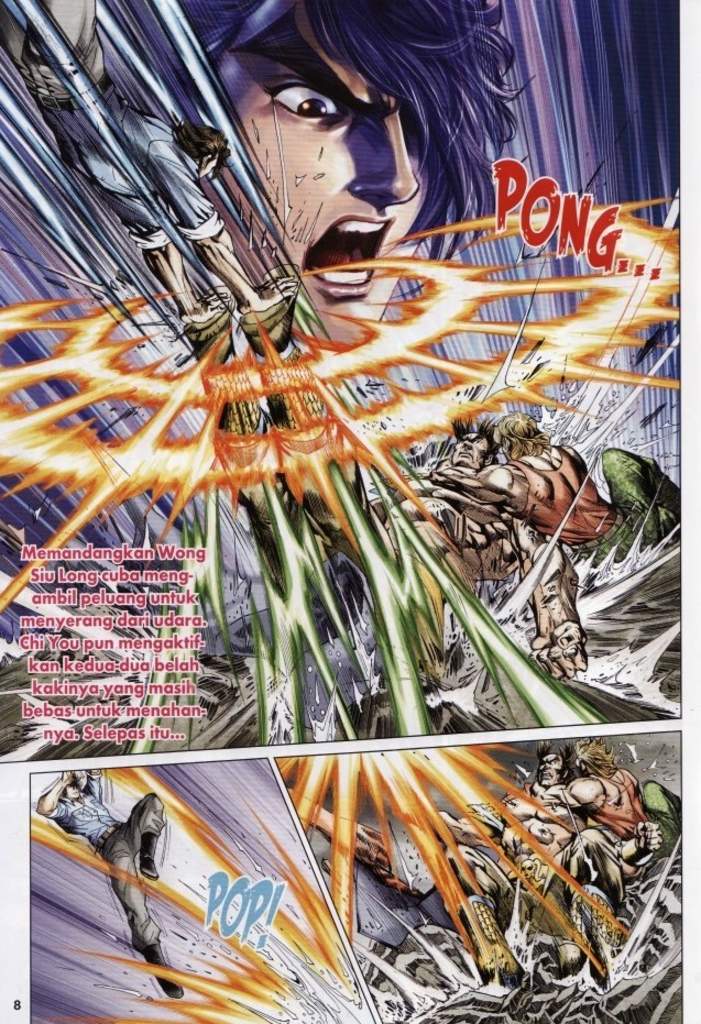 PONG...
Memandangkan Wong
Siu Long cuba meng-
ambil peluang untuk
menyerang dari udara.
Chi You pun mengaktif-
kan kedua-dua belah
kakinya yang masih
bebas untuk menahan-
nya. Selepas itu...
POP!
8